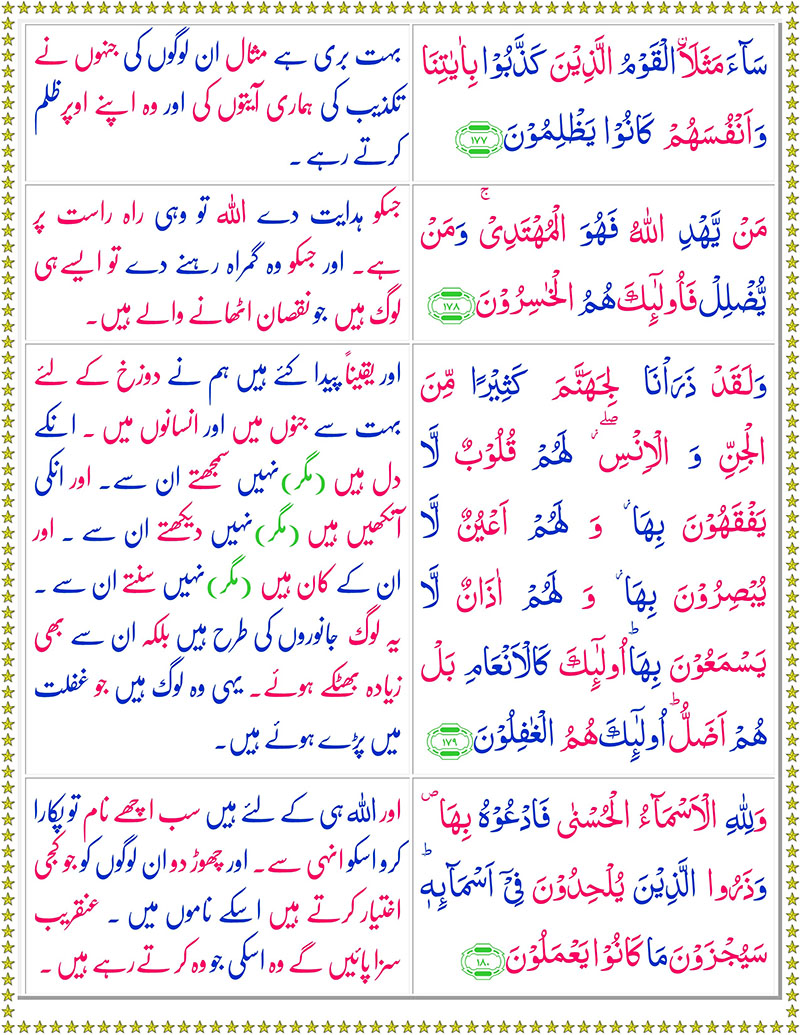 سَآءَ مَثَلَاۨ الۡقَوۡمُ الَّذِيۡنَ كَذَّبُوۡا بِاٰيٰتِنَا
وَاَنۡفُسَهُمۡ كَانُوۡا يَظۡلِمُوۡنَ ﴿۱۷۷﴾
بہت بری ہے مثال ان لوگوں کی جنہوں نے
تکذیب کی ہماری آیتوں کی اور وہ اپنے اوپر ظلم
کرتے رہے ۔
مَنۡ يَّهۡدِ اللّٰهُ فَهُوَ الۡمُهۡتَدِىۡ‌ۚ وَمَنۡ
يُّضۡلِلۡ فَاُولٰۤٮِٕكَ هُمُ الۡخٰسِرُوۡنَ ﴿۱۷۸﴾
جسکو ہدایت دے اللہ تو وہی راہ راست پر
ہے۔ اور جسکو وہ گمراہ رہنے دے تو ایسے ہی
لوگ ہیں جو نقصان اٹھانے والے ہیں۔
وَلَقَدۡ ذَرَاۡنَا لِجَهَنَّمَ كَثِيۡرًا مِّنَ
الۡجِنِّ وَ الۡاِنۡسِ‌ ۖ لَهُمۡ قُلُوۡبٌ لَّا
يَفۡقَهُوۡنَ بِهَا وَ لَهُمۡ اَعۡيُنٌ لَّا
يُبۡصِرُوۡنَ بِهَا وَ لَهُمۡ اٰذَانٌ لَّا
يَسۡمَعُوۡنَ بِهَا ؕ اُولٰۤٮِٕكَ كَالۡاَنۡعَامِ بَلۡ
هُمۡ اَضَلُّ‌ ؕ اُولٰۤٮِٕكَ هُمُ الۡغٰفِلُوۡنَ ﴿۱۷۹﴾
اور یقیناً پیدا کئے ہیں ہم نے دوزخ کے لئے
بہت سے جنوں میں اور انسانوں میں ۔ انکے
دل ہیں (مگر) نہیں سمجھتے ان سے۔ اور انکی
آنکھیں ہیں (مگر) نہیں دیکھتے ان سے ۔ اور
ان کے کان ہیں (مگر) نہیں سنتے ان سے ۔
یہ لوگ جانوروں کی طرح ہیں بلکہ ان سے بھی
زیادہ بھٹکے ہوئے۔ یہی وہ لوگ ہیں جو غفلت
میں پڑے ہوئے ہیں۔
وَلِلّٰهِ الۡاَسۡمَآءُ الۡحُسۡنٰى فَادۡعُوۡهُ بِهَا
وَذَرُوا الَّذِيۡنَ يُلۡحِدُوۡنَ فِىۡۤ اَسۡمَآٮِٕهٖ‌ ؕ
سَيُجۡزَوۡنَ مَا كَانُوۡا يَعۡمَلُوۡنَ ﴿۱۸۰﴾
اور اللہ ہی کے لئے ہیں سب اچھے نام تو پکارا
کرو اسکو انہی سے۔ اور چھوڑ دو ان لوگوں کو جو کجی
اختیار کرتے ہیں اسکے ناموں میں ۔ عنقریب
سزا پائیں گے وہ اسکی جو وہ کرتے رہے ہیں ۔